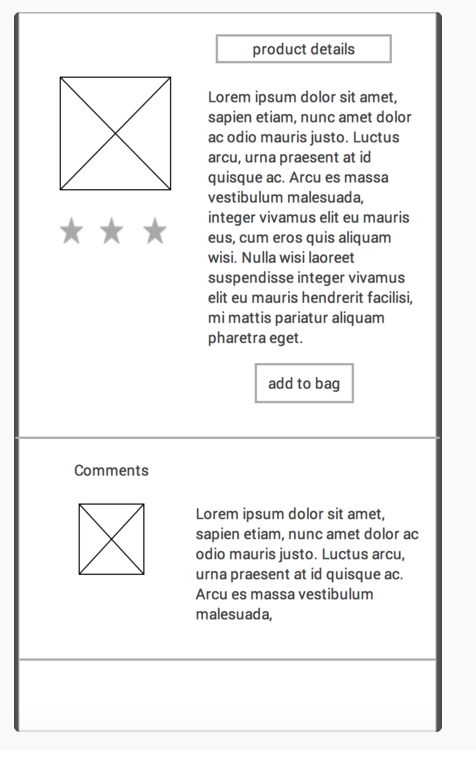 product details
Lorem ipsum dolor sit amet,
sapien etiam, nunc amet dolor
ac odio mauris justo. Luctus
arcu, urna praesent at id
quisque ac. Arcu es massa
vestibulum malesuada,
integer vivamus elit eu mauris
eus, cum eros quis aliquam
wisi. Nulla wisi laoreet
suspendisse integer vivamus
elit eu mauris hendrerit facilisi,
mi mattis pariatur aliquam
pharetra eget.
add to bag
Comments
Lorem ipsum dolor sit amet,
sapien etiam, nunc amet dolor ac
odio mauris justo. Luctus arcu,
urna praesent at id quisque ac.
Arcu es massa vestibulum
malesuada,